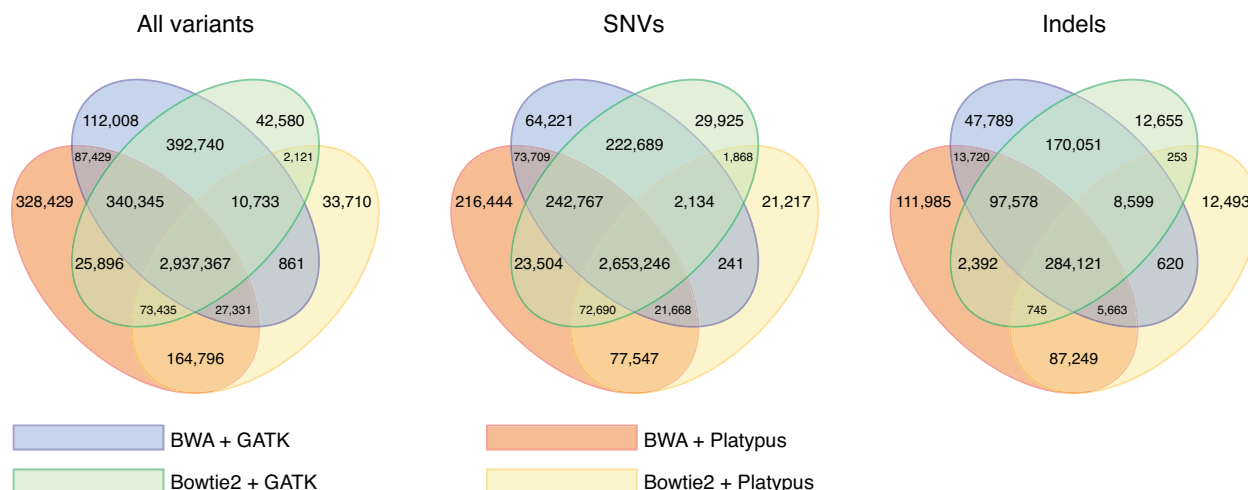 All variants SNVs Indels
112,008 42,580 64,221 29,925 47,789 12,655
392,740 222,689 170,051
87,429 2,121 73,709 1,868 13,720 253
328,429 340,345 10,733 33,710 216,444 242,767 2,134 21,217 111,985 97,578 8,599 12,493
25,896 2,937,367 861 23,504 2,653,246 241 2,392 284,121 620
73,435 27,331 72,690 21,668 745 5,663
164,796 77,547 87,249
BWA + GATK BWA + Platypus
Bowtie2 + GATK Bowtie2 + Platypus